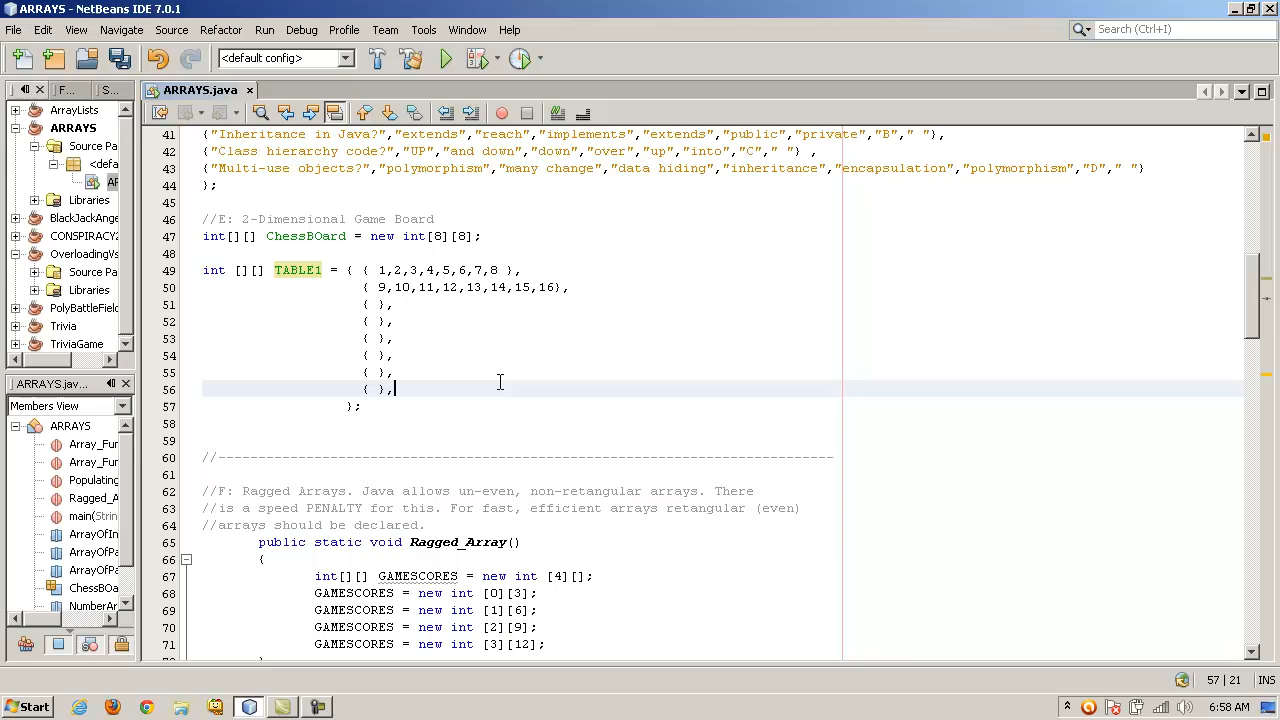 ARRAYS - NetBeans IDE 7.0.1
File Edit View Navigate Source Refactor Run Debug Profile Team Tools Window Help
Search (Ctrl+I)
<default config>
F... S...
ARRAYS.java
ArrayLists
ARRAYS
Source Pa
<defa
AR
Libraries
BlackJackAnge
CONSPIRACY2
OverloadingYs
Source Pa
Libraries
PolyBattleField
Trivia
TriviaGame
ARRAYS.jav...
Members View
ARRAYS
Array_Fur
Array_Fur
Populating
Ragged_A
main(Strin
ArrayOfIn
ArrayOfPa
ArrayOfPa
ChessBOa
NumberAr
41 {"Inheritance in Java?","extends","reach","implements","extends","public","private","B"," "},
42 {"Class hierarchy code?","UP","and down","down","over","up","into","C"," "} ,
43 {"Multi-use objects?","polymorphism","many change","data hiding","inheritance","encapsulation","polymorphism","D"," "}
44 };
45
46 //E: 2-Dimensional Game Board
47 int[][] ChessBOard = new int[8][8];
48
49 int [][] TABLE1 = { { 1,2,3,4,5,6,7,8 },
50 { 9,10,11,12,13,14,15,16},
51 { },
52 { },
53 { },
54 { },
55 { },
56 { },
57 };
58
59
60 //-----------------------------------------------------------------------------
61
62 //F: Ragged Arrays. Java allows un-even, non-retangular arrays. There
63 //is a speed PENALTY for this. For fast, efficient arrays retangular (even)
64 //arrays should be declared.
65 public static void Ragged_Array()
66 {
67 int[][] GAMESCORES = new int [4][];
68 GAMESCORES = new int [0][3];
69 GAMESCORES = new int [1][6];
70 GAMESCORES = new int [2][9];
71 GAMESCORES = new int [3][12];
57 | 21 INS
Start
6:58 AM